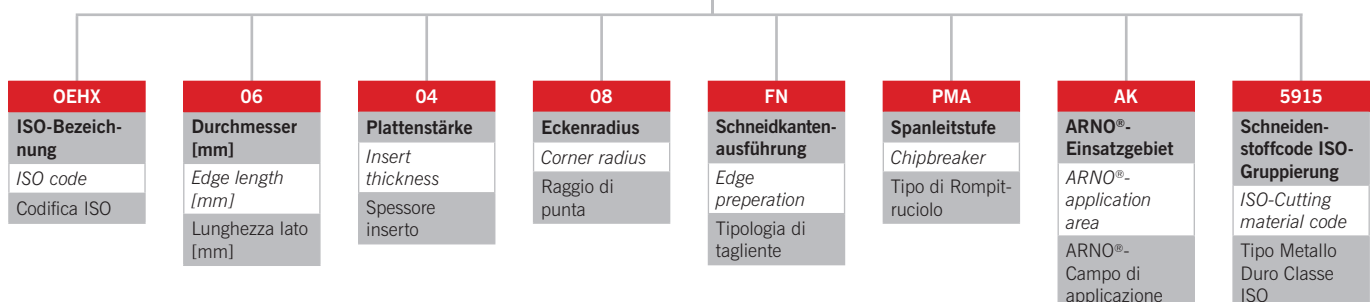 OEHX
ISO-Bezeich-
nung
ISO code
Codifica ISO
06
Durchmesser
[mm]
Edge length
[mm]
Lunghezza lato
[mm]
04
Plattenstärke
Insert
thickness
Spessore
inserto
08
Eckenradius
Corner radius
Raggio di
punta
FN
Schneidkanten-
ausführung
Edge
preperation
Tipologia di
tagliente
PMA
Spanleitstufe
Chipbreaker
Tipo di Rompit-
ruciolo
AK
ARNO®-
Einsatzgebiet
ARNO®-
application
area
ARNO®-
Campo di
applicazione
5915
Schneiden-
stoffcode ISO-
Gruppierung
ISO-Cutting
material code
Tipo Metallo
Duro Classe
ISO